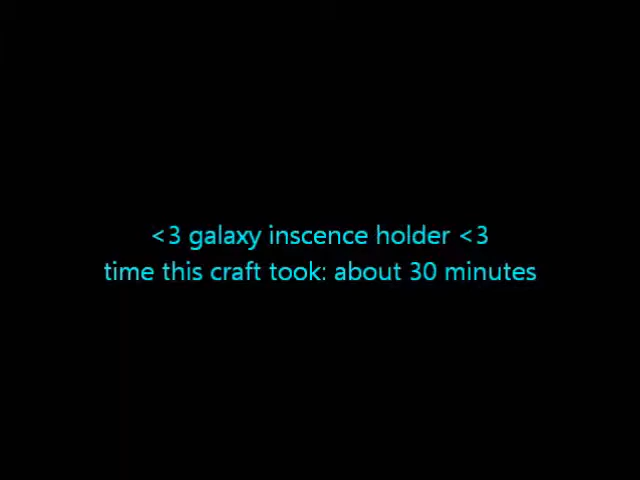 <3 galaxy inscence holder <3
time this craft took: about 30 minutes